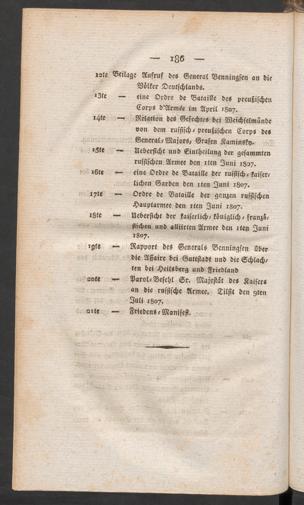 — 186 —
12te Beilage Aufruf des General Benningsen an die
Völker Deutschlands.
13te — eine Ordre de Bataille des preußischen
Corps d'Armée im April 1807.
14te — Relation des Gefechtes bei Weichselmünde
von dem russisch-preußischen Corps des
General-Majors, Grafen Kaminsky.
15te — Uebersicht und Eintheilung der gesammten
russischen Armee den 1ten Juni 1807.
16te — eine Ordre de Bataille der russisch-kaiser-
lichen Garden den 1ten Juni 1807.
17te — Ordre de Bataille der ganzen russischen
Hauptarmee den 1ten Juni 1807.
18te — Uebersicht der kaiserlich-königlich-franzö-
sischen und alliirten Armee den 1ten Juni
1807.
19te — Rapport des Generals Benningsen über
die Affaire bei Guttstadt und die Schlach-
ten bei Heilsberg und Friedland
20te — Parol-Befehl Sr. Majestät des Kaisers
an die russische Armee. Tilsit den 9ten
Juli 1807.
21te — Friedens-Manifest.